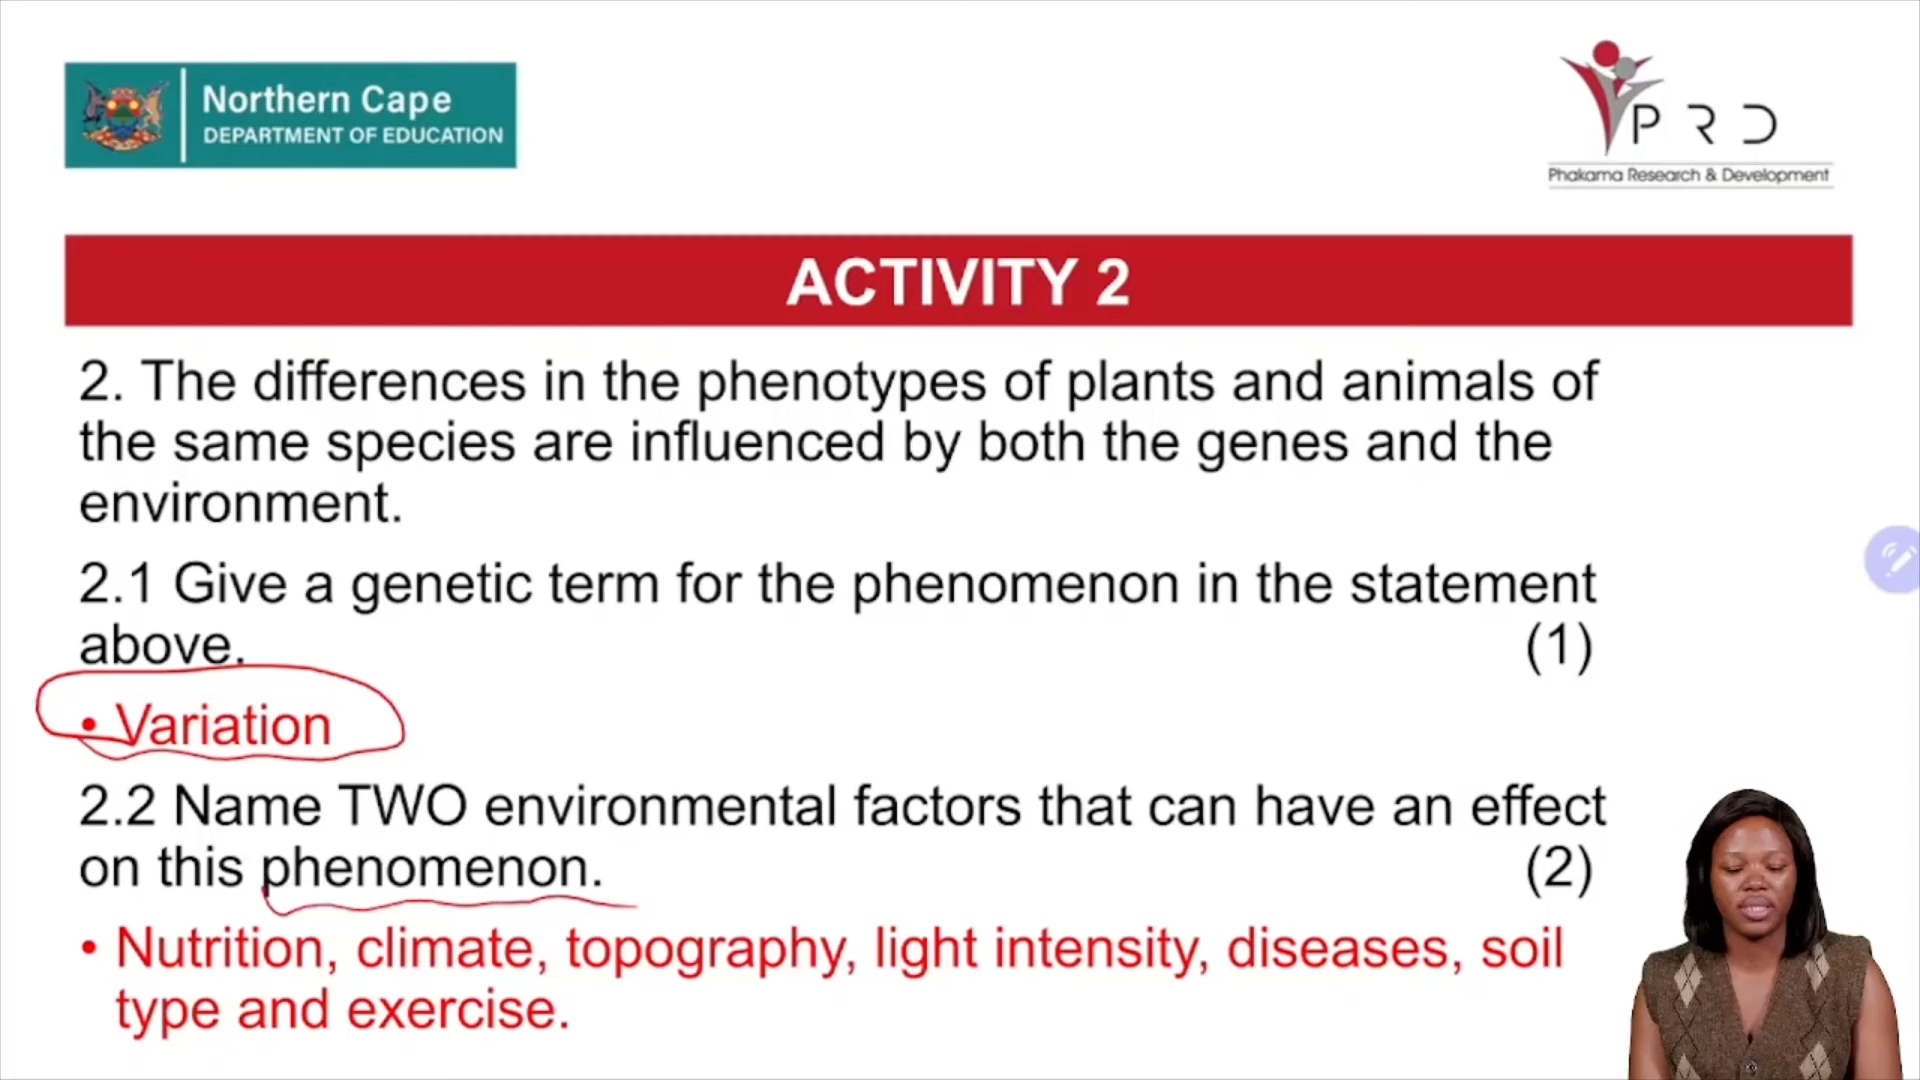 Northern Cape
DEPARTMENT OF EDUCATION
PRD
Phakama Research & Development
ACTIVITY 2
2. The differences in the phenotypes of plants and animals of
the same species are influenced by both the genes and the
environment.
2.1 Give a genetic term for the phenomenon in the statement
above. (1)
• Variation
2.2 Name TWO environmental factors that can have an effect
on this phenomenon. (2)
• Nutrition, climate, topography, light intensity, diseases, soil
type and exercise.